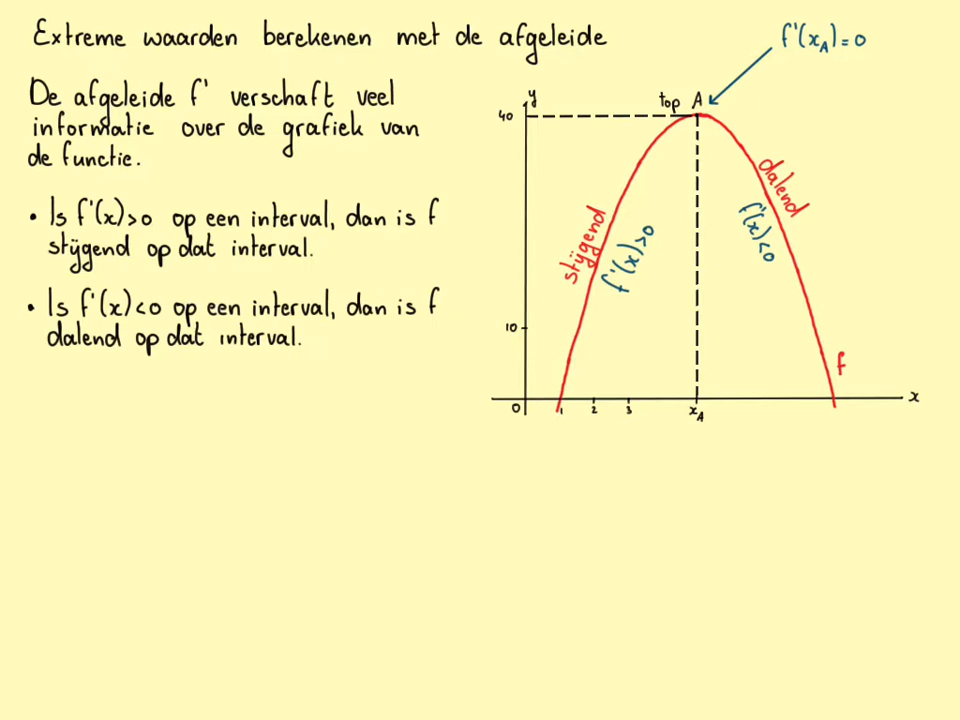 Extreme waarden berekenen met de afgeleide
f'(x_A)=0
De afgeleide f' verschaft veel
informatie over de grafiek van
de functie.
• Is f'(x)>0 op een interval, dan is f
stijgend op dat interval.
• Is f'(x)<0 op een interval, dan is f
dalend op dat interval.
y
top A
40
stijgend
f'(x)>0
dalend
f'(x)<0
10
f
0 1 2 3 x_A x